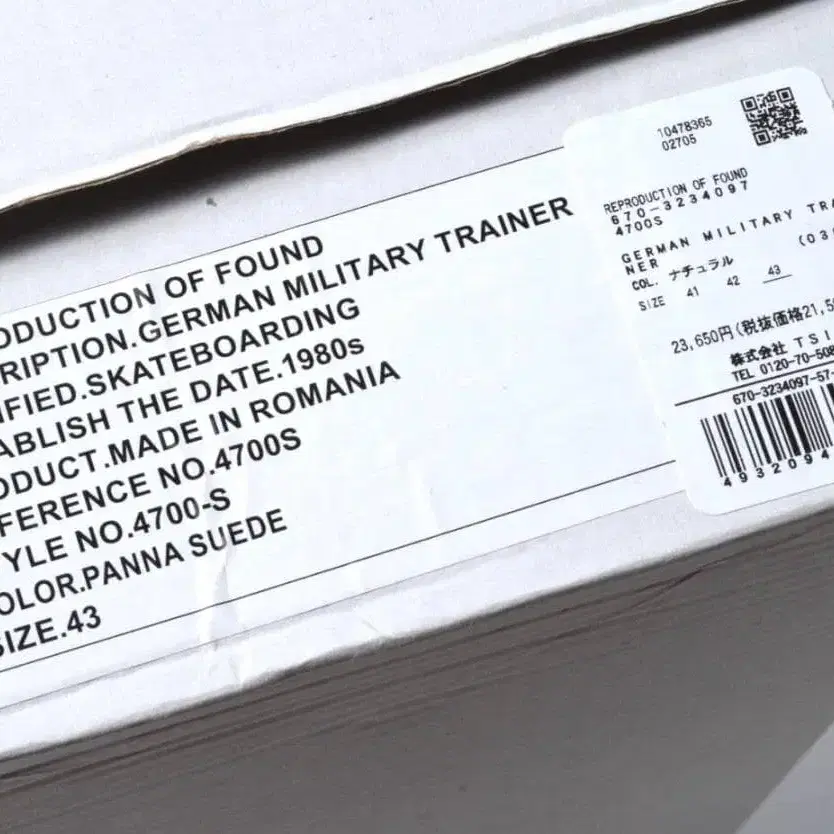 ODUCTION OF FOUND
RIPTION.GERMAN MILITARY TRAINER
IFIED.SKATEBOARDING
ABLISH THE DATE.1980s
ODUCT.MADE IN ROMANIA
FERENCE NO.4700S
YLE NO.4700-S
OLOR.PANNA SUEDE
SIZE.43
10478365
02705
REPRODUCTION OF FOUND
670-3234097
4700S
GERMAN MILITARY TRA
NER (03
COL. ナチュラル
SIZE 41 42 43
23,650円(税抜価格21,5
株式会社 TSI
TEL 0120-70-508
670-3234097-57-
4932094